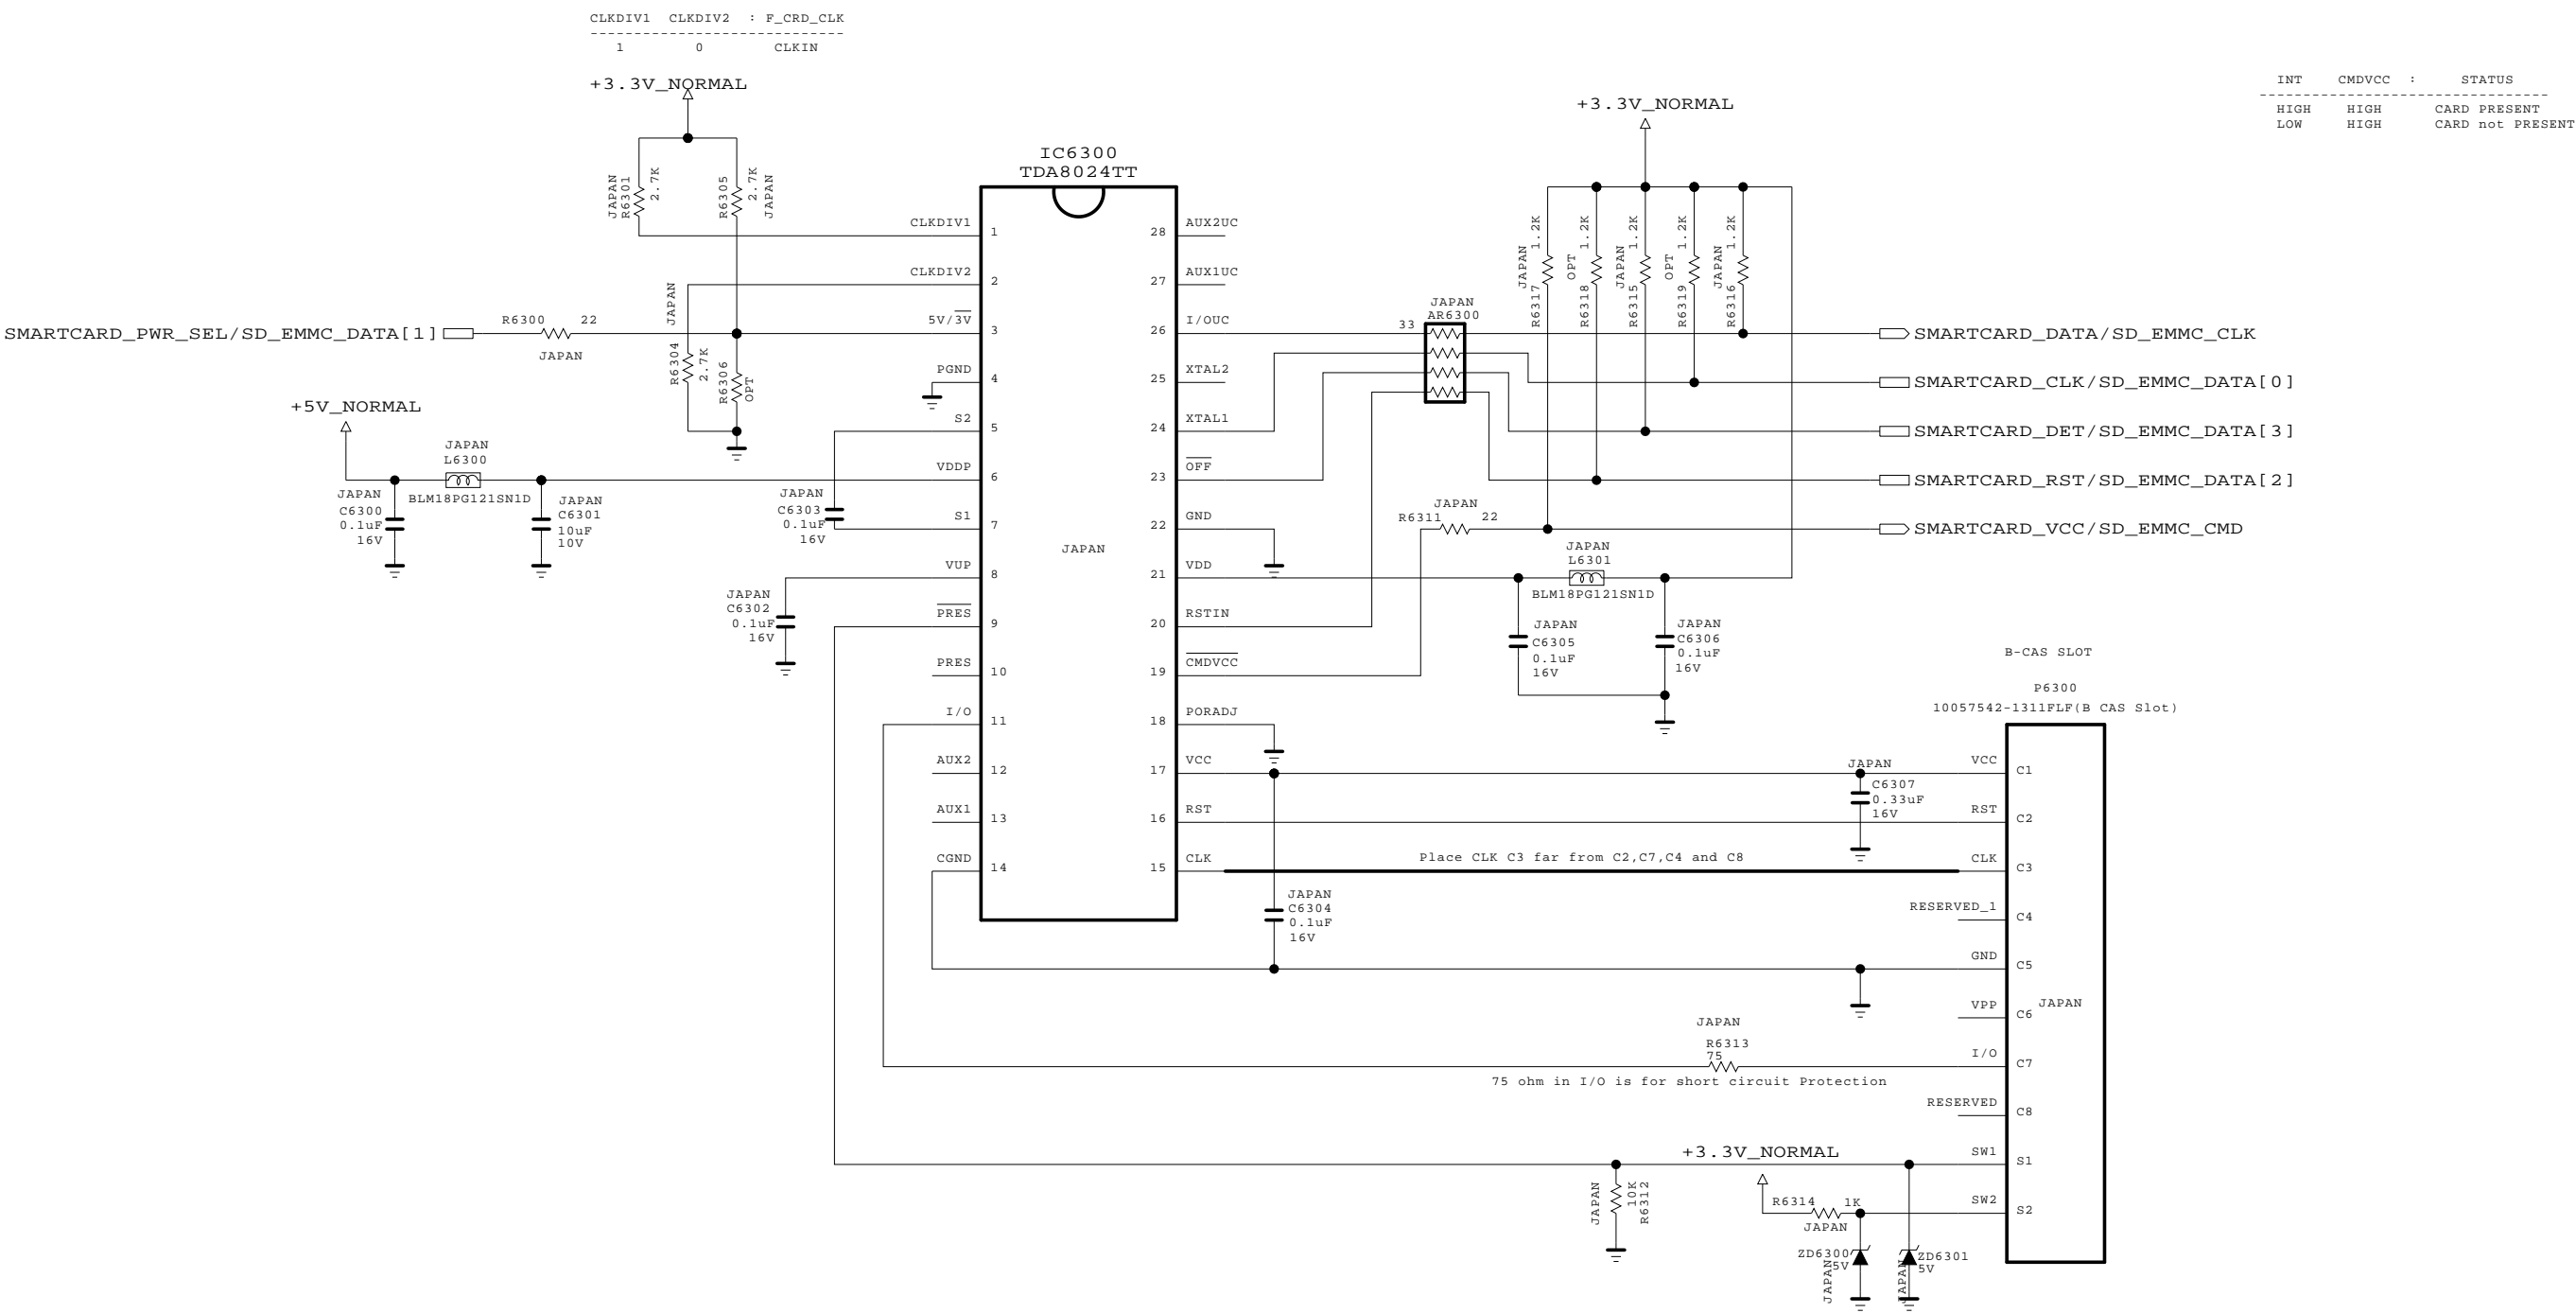 CLKDIV1 CLKDIV2 : F_CRD_CLK
-----------------------------
1 0 CLKIN
+3.3V_NORMAL
JAPAN
R6301
2.7K
R6305
2.7K
JAPAN
SMARTCARD_PWR_SEL/SD_EMMC_DATA[1]
R6300 22
JAPAN
JAPAN
R6304
2.7K
R6306
OPT
+5V_NORMAL
JAPAN
L6300
BLM18PG121SN1D
JAPAN
C6300
0.1uF
16V
JAPAN
C6301
10uF
10V
JAPAN
C6303
0.1uF
16V
JAPAN
C6302
0.1uF
16V
IC6300
TDA8024TT
JAPAN
CLKDIV1 1
CLKDIV2 2
5V/3V 3
PGND 4
S2 5
VDDP 6
S1 7
VUP 8
PRES 9
PRES 10
I/O 11
AUX2 12
AUX1 13
CGND 14
28 AUX2UC
27 AUX1UC
26 I/OUC
25 XTAL2
24 XTAL1
23 OFF
22 GND
21 VDD
20 RSTIN
19 CMDVCC
18 PORADJ
17 VCC
16 RST
15 CLK
JAPAN
AR6300
33
+3.3V_NORMAL
JAPAN
R6317
1.2K
OPT
R6318
1.2K
JAPAN
R6315
1.2K
OPT
R6319
1.2K
JAPAN
R6316
1.2K
SMARTCARD_DATA/SD_EMMC_CLK
SMARTCARD_CLK/SD_EMMC_DATA[0]
SMARTCARD_DET/SD_EMMC_DATA[3]
SMARTCARD_RST/SD_EMMC_DATA[2]
SMARTCARD_VCC/SD_EMMC_CMD
JAPAN
R6311 22
JAPAN
L6301
BLM18PG121SN1D
JAPAN
C6305
0.1uF
16V
JAPAN
C6306
0.1uF
16V
INT CMDVCC : STATUS
---------------------------------
HIGH HIGH CARD PRESENT
LOW HIGH CARD not PRESENT
B-CAS SLOT
P6300
10057542-1311FLF(B CAS Slot)
JAPAN
C6307
0.33uF
16V
Place CLK C3 far from C2,C7,C4 and C8
JAPAN
C6304
0.1uF
16V
VCC C1
RST C2
CLK C3
RESERVED_1 C4
GND C5
VPP C6
JAPAN
I/O C7
RESERVED C8
SW1 S1
SW2 S2
JAPAN
R6313
75
75 ohm in I/O is for short circuit Protection
+3.3V_NORMAL
JAPAN
10K
R6312
R6314 1K
JAPAN
ZD6300
5V
JAPAN
ZD6301
5V
JAPAN